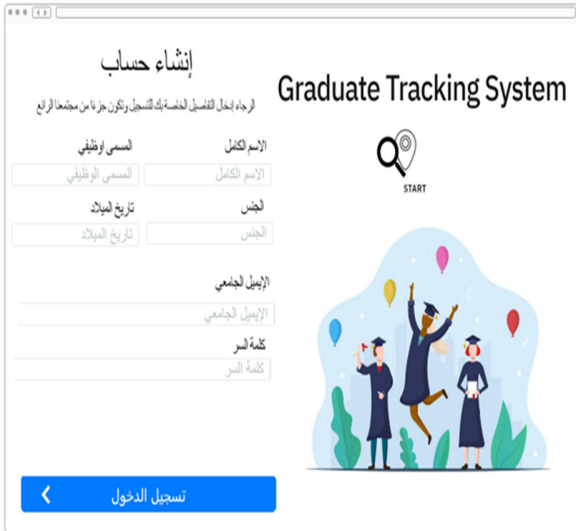 إنشاء حساب
الرجاء إدخال التفاصيل الخاصة بك للتسجيل وتكون جزءا من مجتمعنا الرائع
الاسم الكامل المسمى اوظيفي
الاسم الكامل المسمى الوظيفي
الجنس تاريخ الميلاد
الجنس تاريخ الميلاد
الإيميل الجامعي
الإيميل الجامعي
كلمة السر
كلمة السر
تسجيل الدخول
Graduate Tracking System
START